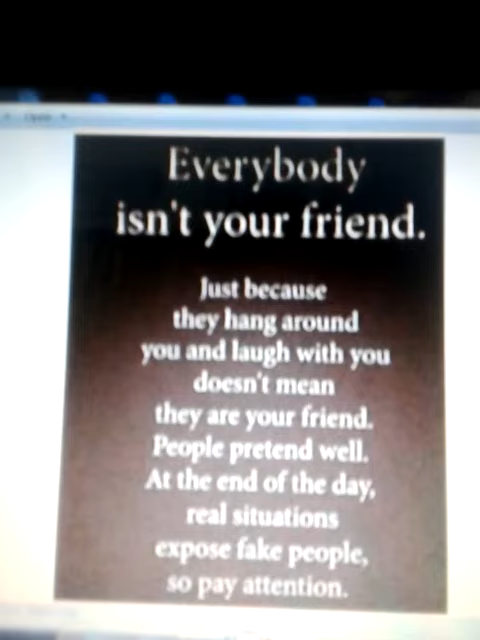 Everybody
isn't your friend.
Just because
they hang around
you and laugh with you
doesn't mean
they are your friend.
People pretend well.
At the end of the day,
real situations
expose fake people,
so pay attention.